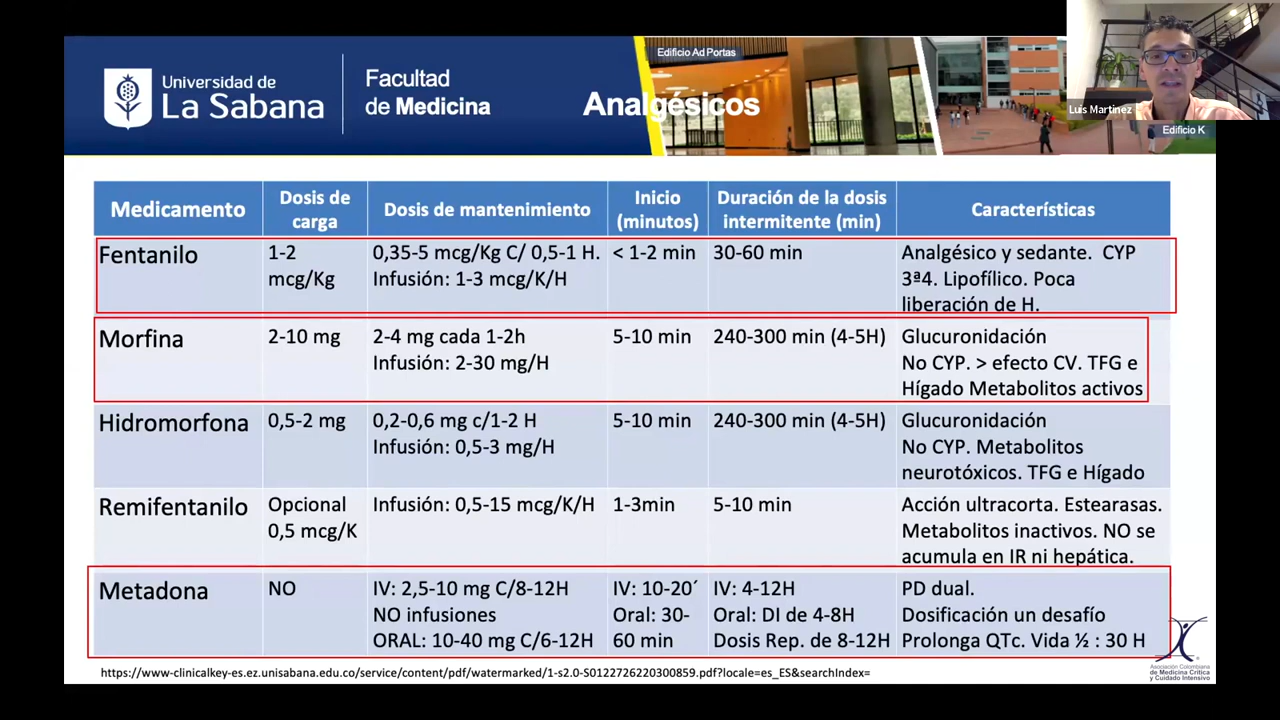 Universidad de
La Sabana
Facultad
de Medicina
Edificio Ad Portas
Analgésicos
Luis Martinez
Edificio K
Medicamento
Dosis de
carga
Dosis de mantenimiento
Inicio
(minutos)
Duración de la dosis
intermitente (min)
Características
Fentanilo
1-2
mcg/Kg
0,35-5 mcg/Kg C/ 0,5-1 H.
Infusión: 1-3 mcg/K/H
< 1-2 min
30-60 min
Analgésico y sedante. CYP
3ª4. Lipofílico. Poca
liberación de H.
Morfina
2-10 mg
2-4 mg cada 1-2h
Infusión: 2-30 mg/H
5-10 min
240-300 min (4-5H)
Glucuronidación
No CYP. > efecto CV. TFG e
Hígado Metabolitos activos
Hidromorfona
0,5-2 mg
0,2-0,6 mg c/1-2 H
Infusión: 0,5-3 mg/H
5-10 min
240-300 min (4-5H)
Glucuronidación
No CYP. Metabolitos
neurotóxicos. TFG e Hígado
Remifentanilo
Opcional
0,5 mcg/K
Infusión: 0,5-15 mcg/K/H
1-3min
5-10 min
Acción ultracorta. Estearasas.
Metabolitos inactivos. NO se
acumula en IR ni hepática.
Metadona
NO
IV: 2,5-10 mg C/8-12H
NO infusiones
ORAL: 10-40 mg C/6-12H
IV: 10-20´
Oral: 30-
60 min
IV: 4-12H
Oral: DI de 4-8H
Dosis Rep. de 8-12H
PD dual.
Dosificación un desafío
Prolonga QTc. Vida ½ : 30 H
Asociación Colombiana
de Medicina Crítica
y Cuidado Intensivo
https://www-clinicalkey-es.ez.unisabana.edu.co/service/content/pdf/watermarked/1-s2.0-S0122726220300859.pdf?locale=es_ES&searchIndex=